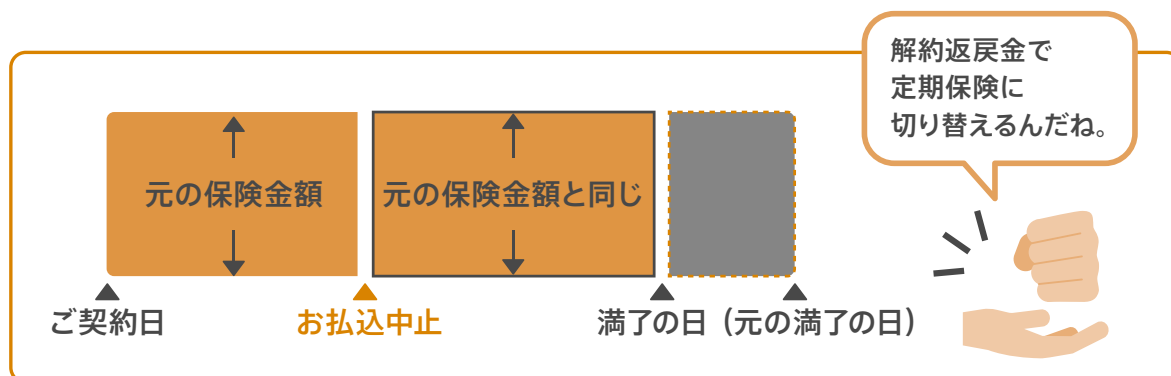 解約返戻金で
定期保険に
切り替えるんだね。
元の保険金額
元の保険金額と同じ
ご契約日
お払込中止
満了の日（元の満了の日）